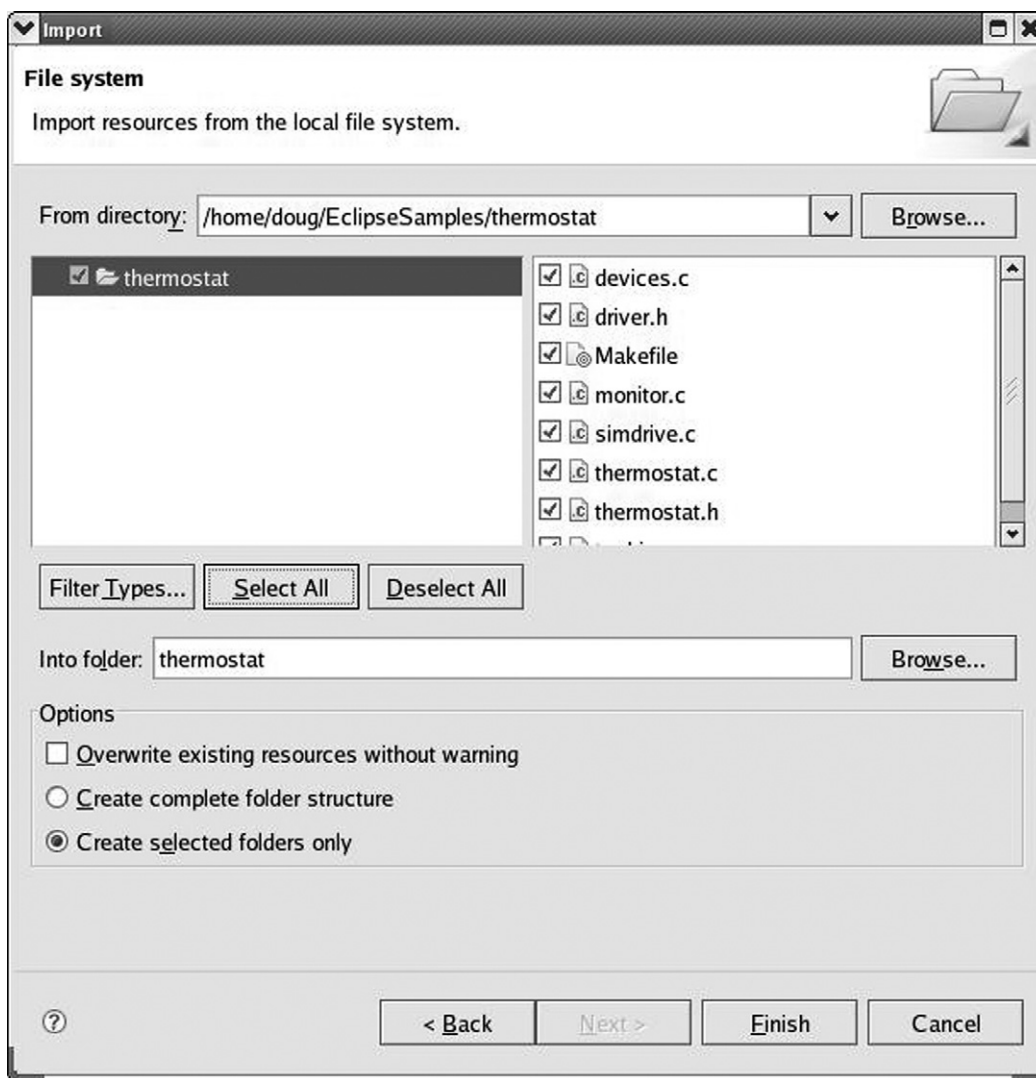 Import
File system
Import resources from the local file system.
From directory: /home/doug/EclipseSamples/thermostat Browse...
thermostat
.c devices.c
.c driver.h
Makefile
.c monitor.c
.c simdrive.c
.c thermostat.c
.c thermostat.h
Filter Types... Select All Deselect All
Into folder: thermostat Browse...
Options
Overwrite existing resources without warning
Create complete folder structure
Create selected folders only
? < Back Next > Finish Cancel